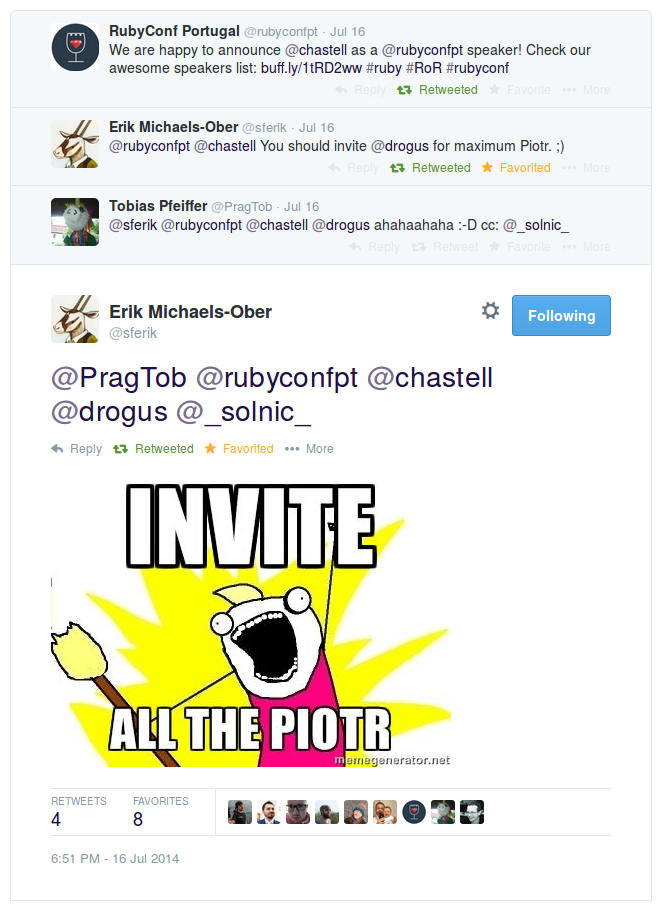 RubyConf Portugal @rubyconfpt · Jul 16
We are happy to announce @chastell as a @rubyconfpt speaker! Check our
awesome speakers list: buff.ly/1tRD2ww #ruby #RoR #rubyconf
Reply Retweeted Favorite ••• More
Erik Michaels-Ober @sferik · Jul 16
@rubyconfpt @chastell You should invite @drogus for maximum Piotr. ;)
Reply Retweeted Favorited ••• More
Tobias Pfeiffer @PragTob · Jul 16
@sferik @rubyconfpt @chastell @drogus ahahaahaha :-D cc: @_solnic_
Reply Retweet Favorite ••• More
Erik Michaels-Ober
@sferik
Following
@PragTob @rubyconfpt @chastell
@drogus @_solnic_
Reply Retweeted Favorited ••• More
INVITE
ALL THE PIOTR
memegenerator.net
RETWEETS FAVORITES
4 8
6:51 PM - 16 Jul 2014